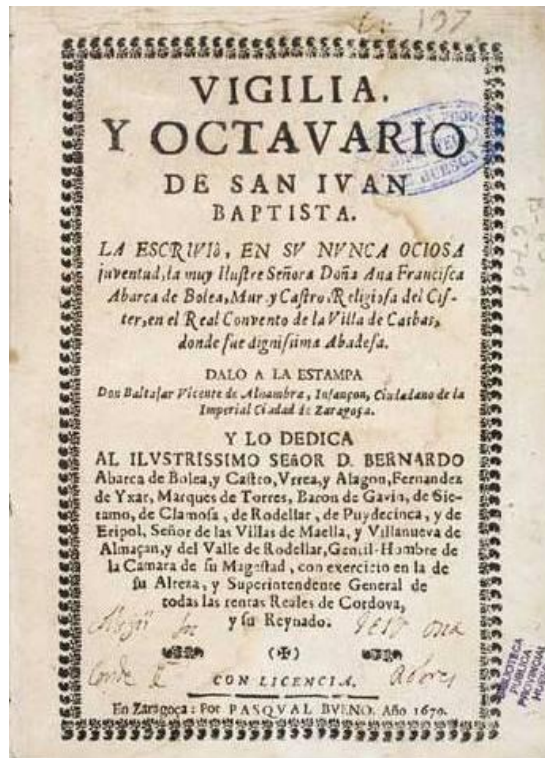 197
VIGILIA,
Y OCTAVARIO
DE SAN IVAN
BAPTISTA.
LA ESCRIVIò, EN SV NVNCA OCIOSA
juventud, la muy Ilustre Señora Doña Ana Francisca
Abarca de Bolea, Mur, y Castro, Religiosa del Cis-
ter, en el Real Convento de la Villa de Casbas,
donde fue dignissima Abadesa.
DALO A LA ESTAMPA
Don Baltasar Vicente de Alhambra, Infançon, Ciudadano de la
Imperial Ciudad de Zaragoça.
Y LO DEDICA
AL ILVSTRISSIMO SEñOR D. BERNARDO
Abarca de Bolea, y Castro, Vrrea, y Alagon, Fernandez
de Yxar, Marques de Torres, Baron de Gavin, de Sie-
tamo, de Clamosa, de Rodellar, de Puydecinca, y de
Eripol, Señor de las Villas de Maella, y Villanueva de
Almaçan, y del Valle de Rodellar, Gentil-Hombre de
la Camara de su Magestad, con exercicio en la de
su Alteza, y Superintendente General de
todas las rentas Reales de Cordova,
y su Reynado.
CON LICENCIA.
En Zaragoça: Por PASQVAL BVENO. Año 1679.
BIBLIOTECA
PUBLICA
PROVINCIAL
HUESCA